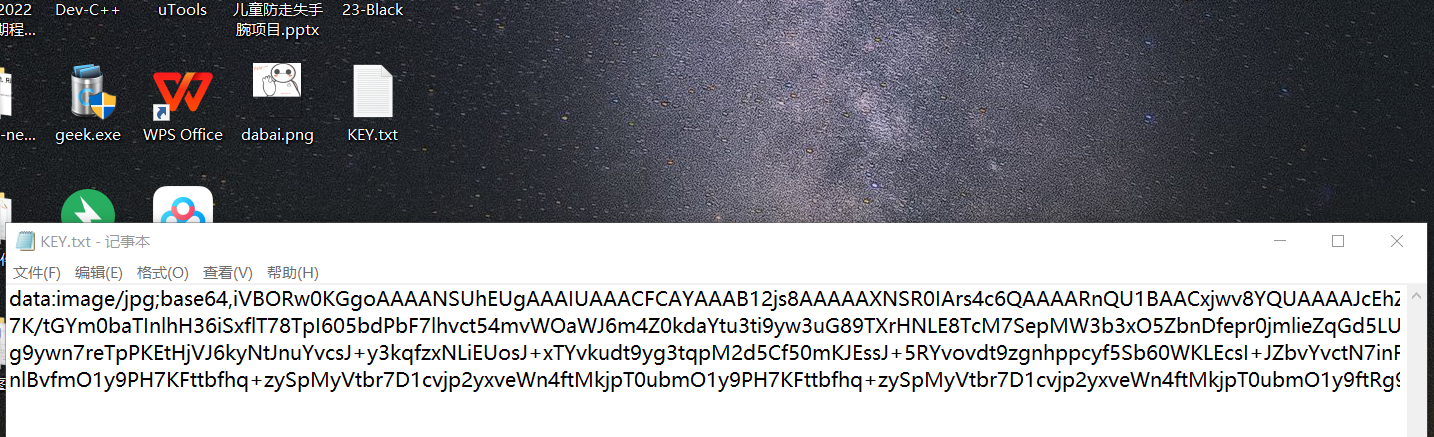 2022 Dev-C++ uTools 儿童防走失手 23-Black
期程... 腕项目.pptx
-ne... geek.exe WPS Office dabai.png KEY.txt
KEY.txt - 记事本
文件(F) 编辑(E) 格式(O) 查看(V) 帮助(H)
data:image/jpg;base64,iVBORw0KGgoAAAANSUhEUgAAAIUAAACFCAYAAAB12js8AAAAAXNSR0IArs4c6QAAAARnQU1BAACxjwv8YQUAAAAJcEhZ
7K/tGYm0baTInlhH36iSxflT78TpI605bdPbF7lhvct54mvWOaWJ6m4Z0kdaYtu3ti9yw3uG89TXrHNLE8TcM7SepMW3b3xO5ZbnDfepr0jmlieZqGd5LU
g9ywn7reTpPKEtHjVJ6kyNtJnuYvcsJ+y3kqfzxNLiEUosJ+xTYvkudt9yg3tqpM2d5Cf50mKJEssJ+5RYvovdt9zgnhppcyf5Sb60WKLEcsI+JZbvYvctN7inF
nlBvfmO1y9PH7KFttbfhq+zySpMyVtbr7D1cvjp2yxveWn4ftMkjpT0ubmO1y9PH7KFttbfhq+zySpMyVtbr7D1cvjp2yxveWn4ftMkjpT0ubmO1y9ftRg9